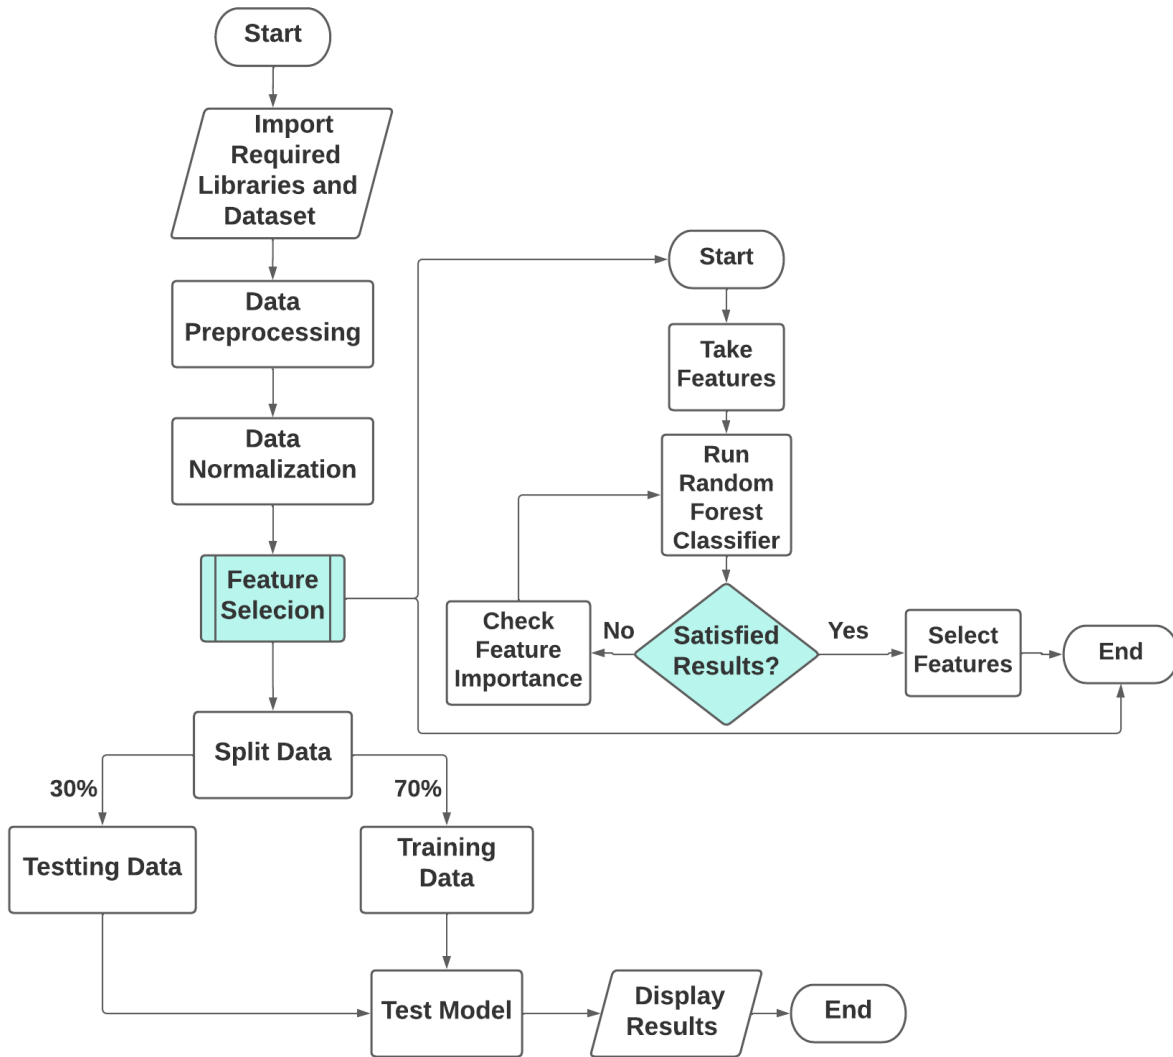 Start
Import
Required
Libraries and
Dataset
Data
Preprocessing
Data
Normalization
Feature
Selecion
Split Data
30%
70%
Testting Data
Training
Data
Test Model
Display
Results
End
Start
Take
Features
Run
Random
Forest
Classifier
Satisfied
Results?
No
Yes
Check
Feature
Importance
Select
Features
End